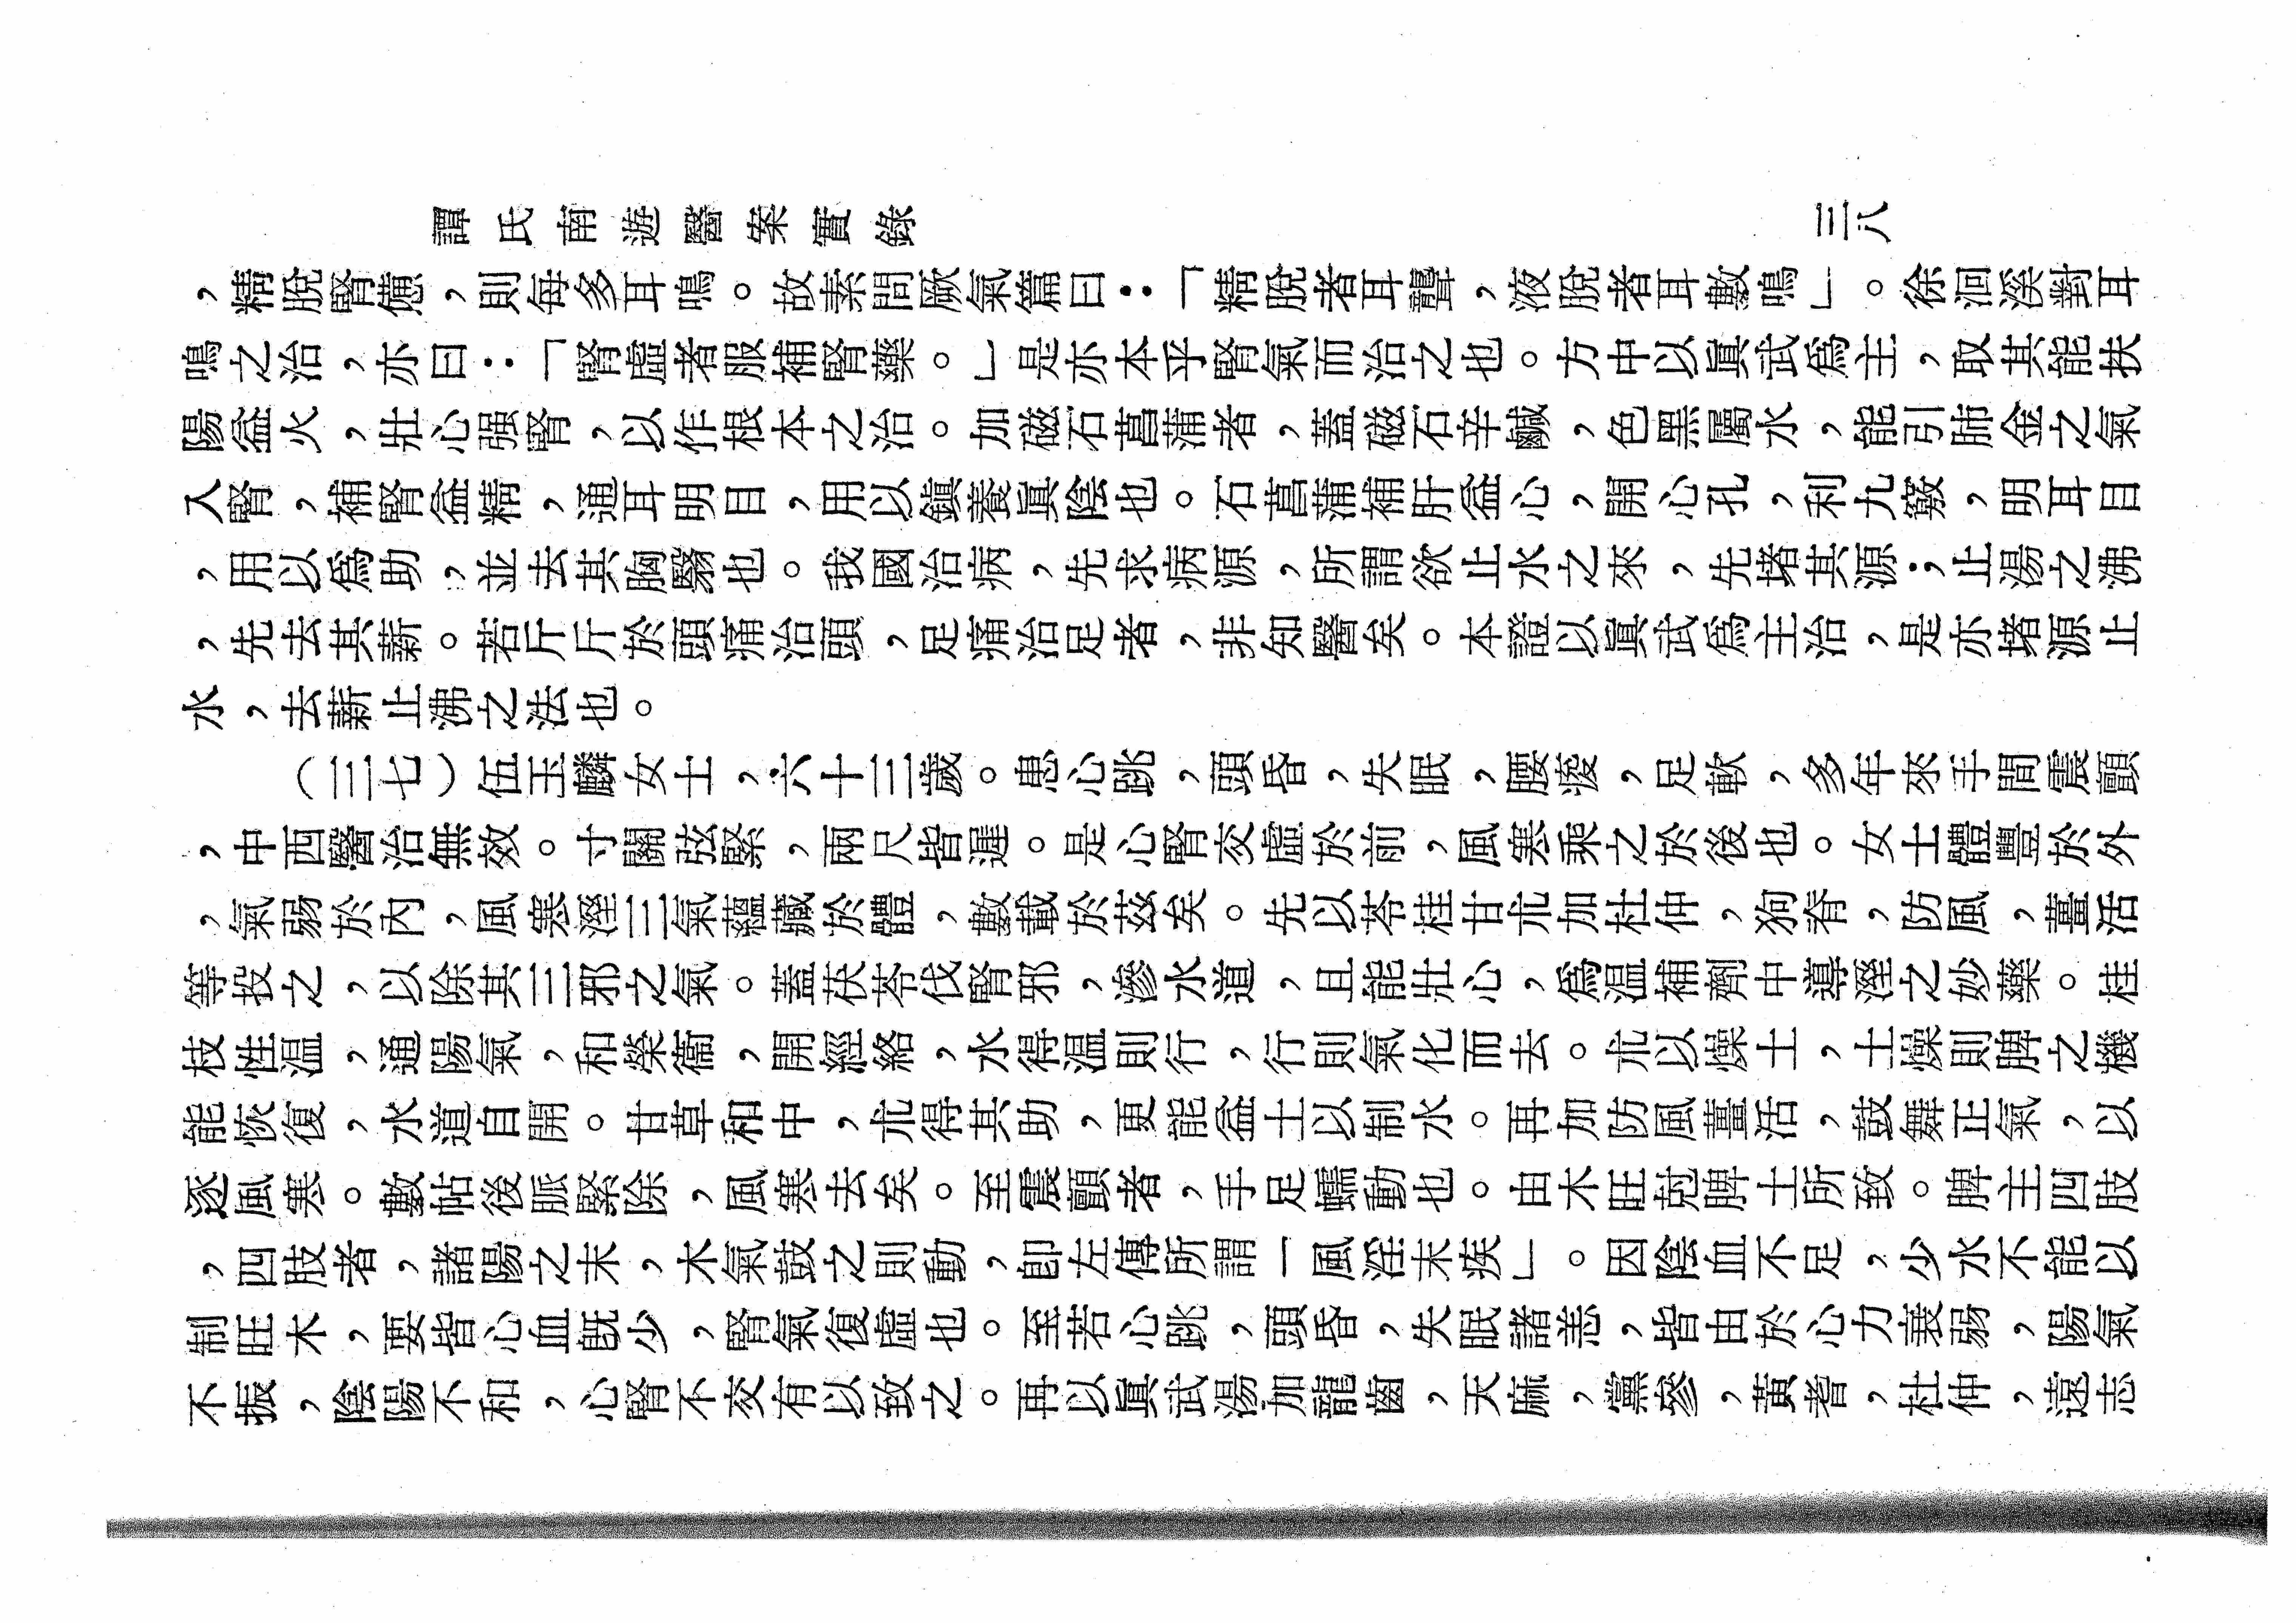 譚氏南遊醫案實錄
三八
，精脫腎憊，則每多耳鳴。故素問厥氣篇曰：「精脫者耳聾，液脫者耳數鳴」。徐洄溪對耳
鳴之治，亦曰：「腎虛者服補腎藥。」是亦本乎腎氣而治之也。方中以眞武爲主，取其能扶
陽益火，壯心强腎，以作根本之治。加磁石菖蒲者，蓋磁石辛鹹，色黑屬水，能引肺金之氣
入腎，補腎益精，通耳明目，用以鎭養眞陰也。石菖蒲補肝益心，開心孔，利九竅，明耳目
，用以爲助，並去其胸翳也。我國治病，先求病源，所謂欲止水之來，先堵其源；止湯之沸
，先去其薪。若斤斤於頭痛治頭，足痛治足者，非知醫矣。本證以眞武爲主治，是亦堵源止
水，去薪止沸之法也。
（三七）伍玉麟女士，六十三歲。患心跳，頭昏，失眠，腰痠，足軟，多年來手間震顫
，中西醫治無效。寸關弦緊，兩尺皆遲。是心腎交虛於前，風寒乘之於後也。女士體豐於外
，氣弱於內，風寒溼三氣蘊藏於體，數載於茲矣。先以苓桂甘朮加杜仲，狗脊，防風，薑活
等投之，以除其三邪之氣。蓋茯苓伐腎邪，滲水道，且能壯心，爲温補劑中導溼之妙藥。桂
枝性温，通陽氣，和榮衞，開經絡，水得温則行，行則氣化而去。朮以燥土，土燥則脾之機
能恢復，水道自開。甘草和中，朮得其助，更能益土以制水。再加防風薑活，鼓舞正氣，以
逐風寒。數帖後脈緊除，風寒去矣。至震顫者，手足蠕動也。由木旺尅脾土所致。脾主四肢
，四肢者，諸陽之末，木氣鼓之則動，卽左傳所謂「風淫末疾」。因陰血不足，少水不能以
制旺木，要皆心血旣少，腎氣復虛也。至若心跳，頭昏，失眠諸恙，皆由於心力衰弱，陽氣
不振，陰陽不和，心腎不交有以致之。再以眞武湯加龍齒，天麻，黨參，黃耆，杜仲，遠志